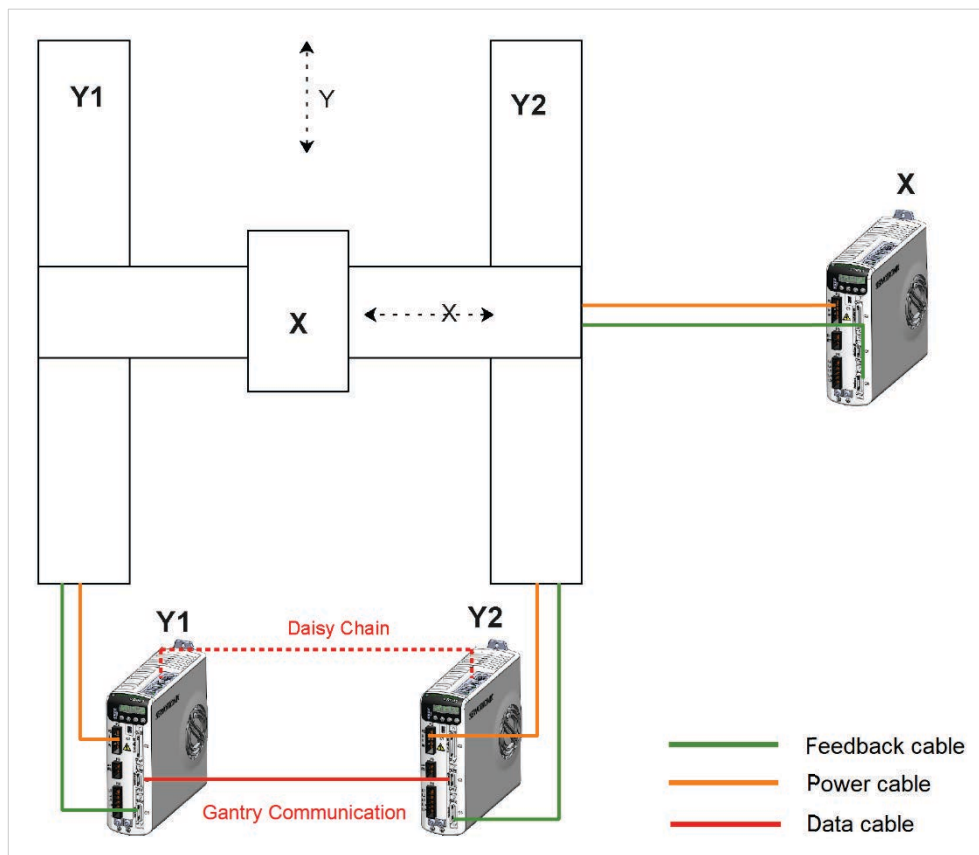 Y1
Y
Y2
X
X
X
Y1
Y2
Daisy Chain
Gantry Communication
Feedback cable
Power cable
Data cable